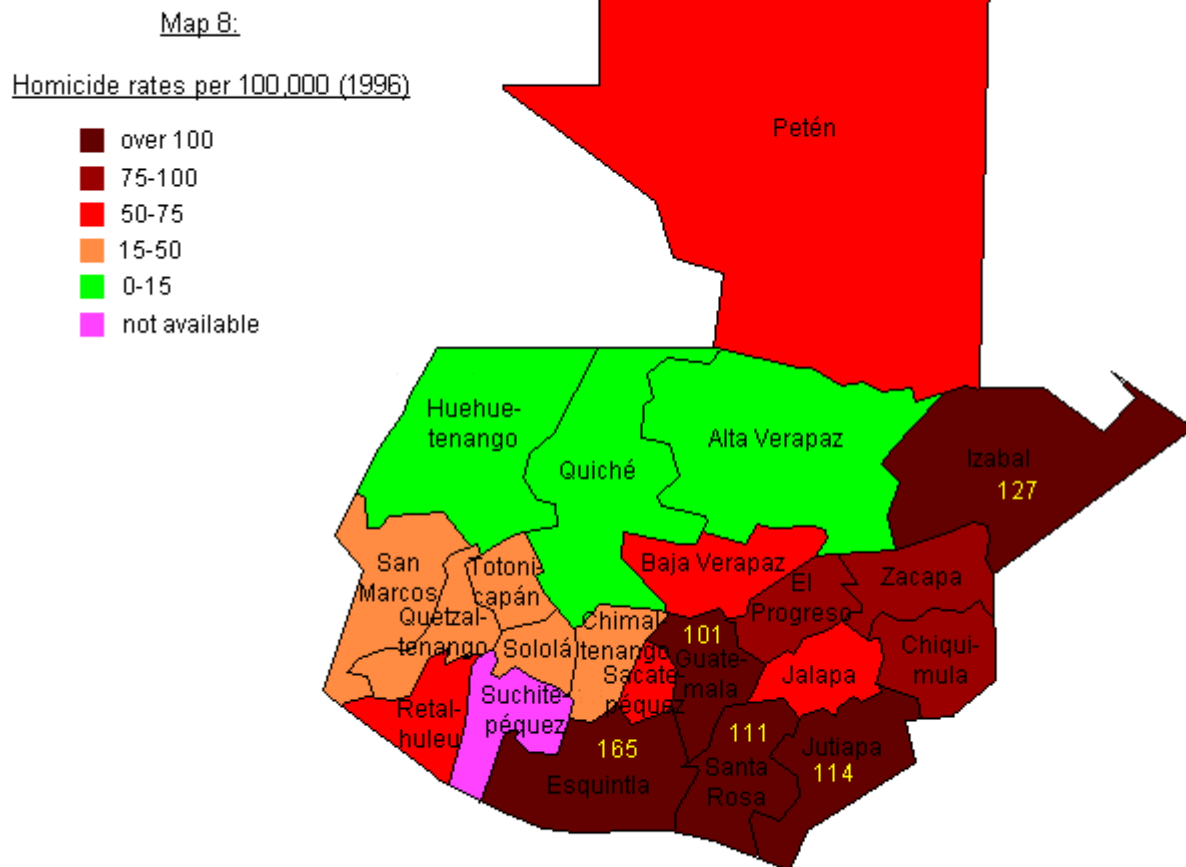 Map 8:
Homicide rates per 100,000 (1996)
over 100
75-100
50-75
15-50
0-15
not available
Petén
Huehue-
tenango
Quiché
Alta Verapaz
Izabal
127
San
Marcos
Totoni-
capán
Quetzal-
tenango
Sololá
Chimal
tenango
Baja Verapaz
El
Progreso
Zacapa
Chiqui-
mula
101
Guate-
mala
Sacate-
péquez
Jalapa
Retal-
huleu
Suchite-
péquez
165
Esquintla
111
Santa
Rosa
Jutiapa
114